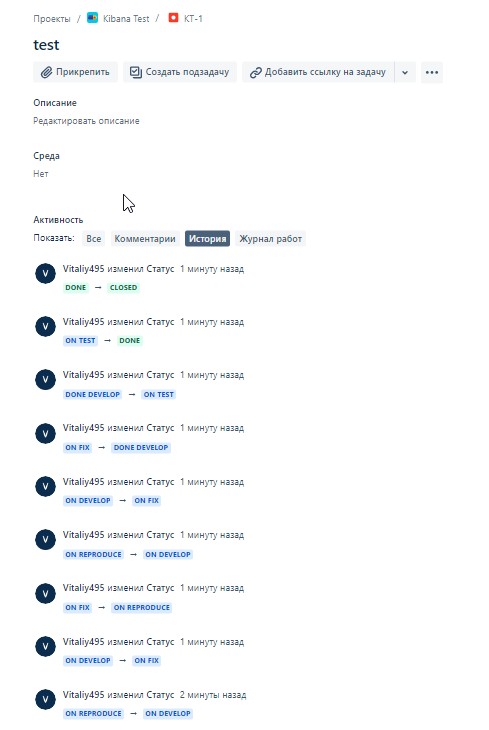 Проекты / Kibana Test / КТ-1
test
Прикрепить Создать подзадачу Добавить ссылку на задачу
Описание
Редактировать описание
Среда
Нет
Активность
Показать: Все Комментарии История Журнал работ
V Vitaliy495 изменил Статус 1 минуту назад
DONE → CLOSED
V Vitaliy495 изменил Статус 1 минуту назад
ON TEST → DONE
V Vitaliy495 изменил Статус 1 минуту назад
DONE DEVELOP → ON TEST
V Vitaliy495 изменил Статус 1 минуту назад
ON FIX → DONE DEVELOP
V Vitaliy495 изменил Статус 1 минуту назад
ON DEVELOP → ON FIX
V Vitaliy495 изменил Статус 1 минуту назад
ON REPRODUCE → ON DEVELOP
V Vitaliy495 изменил Статус 1 минуту назад
ON FIX → ON REPRODUCE
V Vitaliy495 изменил Статус 1 минуту назад
ON DEVELOP → ON FIX
V Vitaliy495 изменил Статус 2 минуты назад
ON REPRODUCE → ON DEVELOP